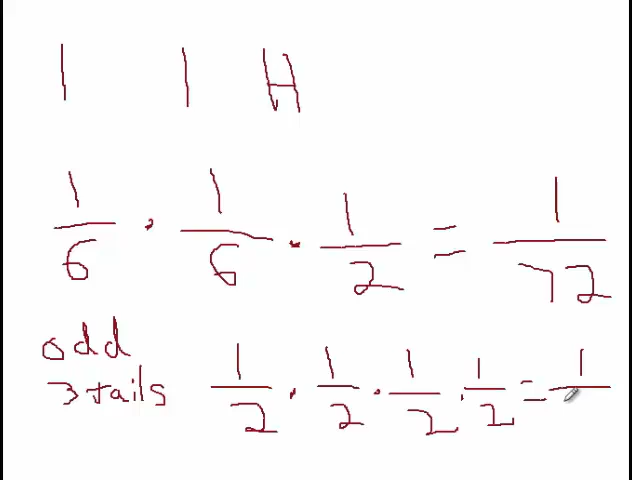 1 1 H
1/6 · 1/6 · 1/2 = 1/72
odd
3 tails 1/2 · 1/2 · 1/2 · 1/2 = 1/